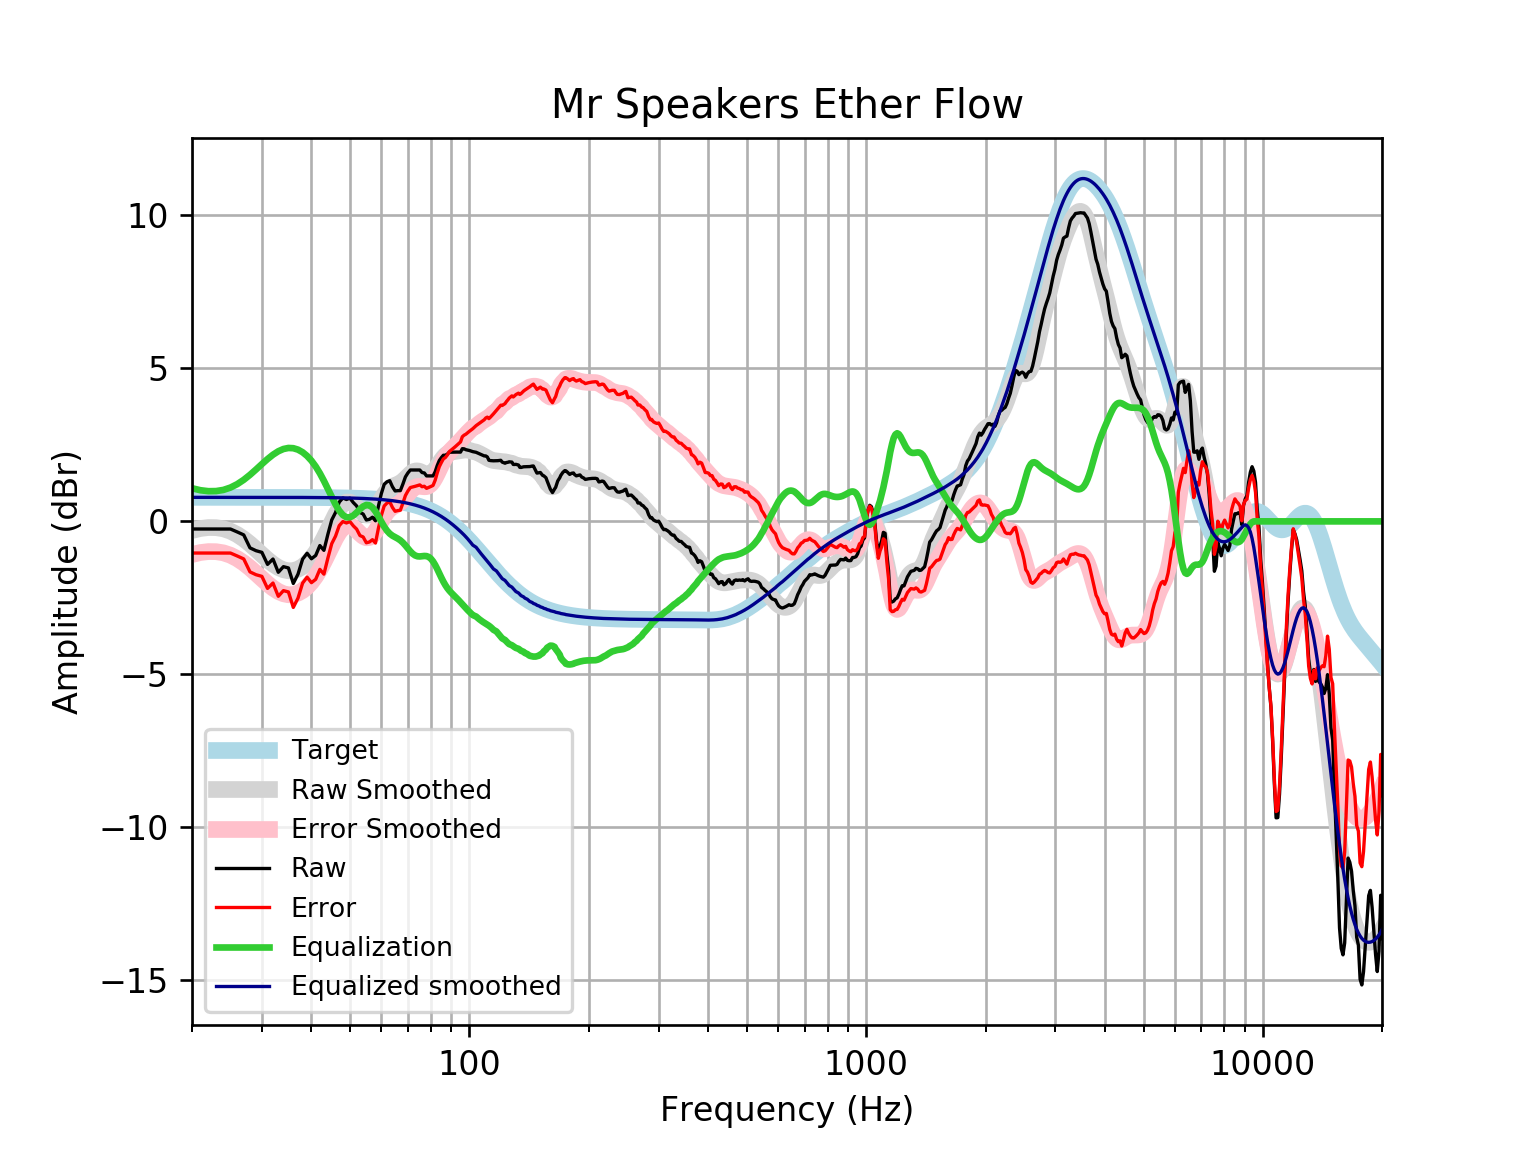 Mr Speakers Ether Flow
Amplitude (dBr)
10
5
0
−5
−10
−15
Target
Raw Smoothed
Error Smoothed
Raw
Error
Equalization
Equalized smoothed
100
1000
10000
Frequency (Hz)